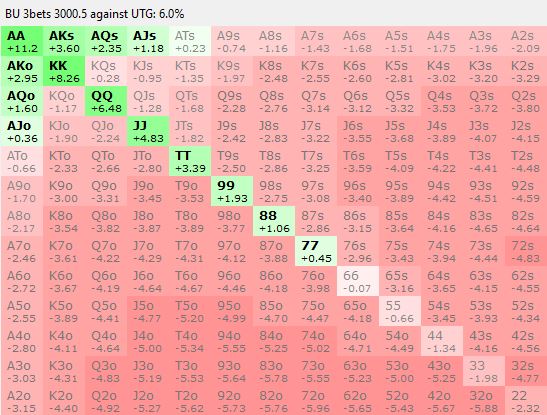 BU 3bets 3000.5 against UTG: 6.0%
AA AKs AQs AJs ATs A9s A8s A7s A6s A5s A4s A3s A2s
+11.2 +3.60 +2.35 +1.18 +0.23 -0.74 -1.16 -1.43 -1.68 -1.51 -1.75 -1.96 -2.09
AKo KK KQs KJs KTs K9s K8s K7s K6s K5s K4s K3s K2s
+2.95 +8.26 -0.28 -0.95 -1.35 -1.97 -2.48 -2.55 -2.60 -2.81 -3.02 -3.20 -3.29
AQo KQo QQ QJs QTs Q9s Q8s Q7s Q6s Q5s Q4s Q3s Q2s
+1.60 -1.17 +6.48 -1.28 -1.68 -2.28 -2.76 -3.14 -3.12 -3.32 -3.53 -3.72 -3.80
AJo KJo QJo JJ JTs J9s J8s J7s J6s J5s J4s J3s J2s
+0.36 -1.90 -2.24 +4.83 -1.82 -2.42 -2.83 -3.22 -3.55 -3.68 -3.89 -4.07 -4.15
ATo KTo QTo JTo TT T9s T8s T7s T6s T5s T4s T3s T2s
-0.66 -2.33 -2.66 -2.80 +3.39 -2.50 -2.86 -3.25 -3.59 -4.09 -4.22 -4.41 -4.48
A9o K9o Q9o J9o T9o 99 98s 97s 96s 95s 94s 93s 92s
-1.70 -3.00 -3.31 -3.45 -3.53 +1.93 -2.75 -3.08 -3.40 -3.89 -4.42 -4.51 -4.59
A8o K8o Q8o J8o T8o 98o 88 87s 86s 85s 84s 83s 82s
-2.17 -3.54 -3.82 -3.87 -3.89 -3.77 +1.06 -2.86 -3.15 -3.64 -4.16 -4.65 -4.64
A7o K7o Q7o J7o T7o 97o 87o 77 76s 75s 74s 73s 72s
-2.46 -3.61 -4.22 -4.29 -4.31 -4.12 -3.88 +0.45 -2.96 -3.43 -3.94 -4.44 -4.83
A6o K6o Q6o J6o T6o 96o 86o 76o 66 65s 64s 63s 62s
-2.72 -3.67 -4.19 -4.64 -4.67 -4.46 -4.18 -3.98 -0.07 -3.16 -3.65 -4.15 -4.55
A5o K5o Q5o J5o T5o 95o 85o 75o 65o 55 54s 53s 52s
-2.55 -3.89 -4.41 -4.77 -5.20 -4.99 -4.70 -4.47 -4.18 -0.66 -3.45 -3.93 -4.34
A4o K4o Q4o J4o T4o 94o 84o 74o 64o 54o 44 43s 42s
-2.80 -4.11 -4.64 -5.00 -5.34 -5.55 -5.25 -5.02 -4.71 -4.49 -1.34 -4.16 -4.56
A3o K3o Q3o J3o T3o 93o 83o 73o 63o 53o 43o 33 32s
-3.03 -4.31 -4.83 -5.19 -5.53 -5.64 -5.78 -5.55 -5.23 -5.00 -5.25 -1.98 -4.77
A2o K2o Q2o J2o T2o 92o 82o 72o 62o 52o 42o 32o 22
-3.15 -4.40 -4.92 -5.27 -5.62 -5.73 -5.76 -5.96 -5.65 -5.43 -5.67 -5.88 -2.32